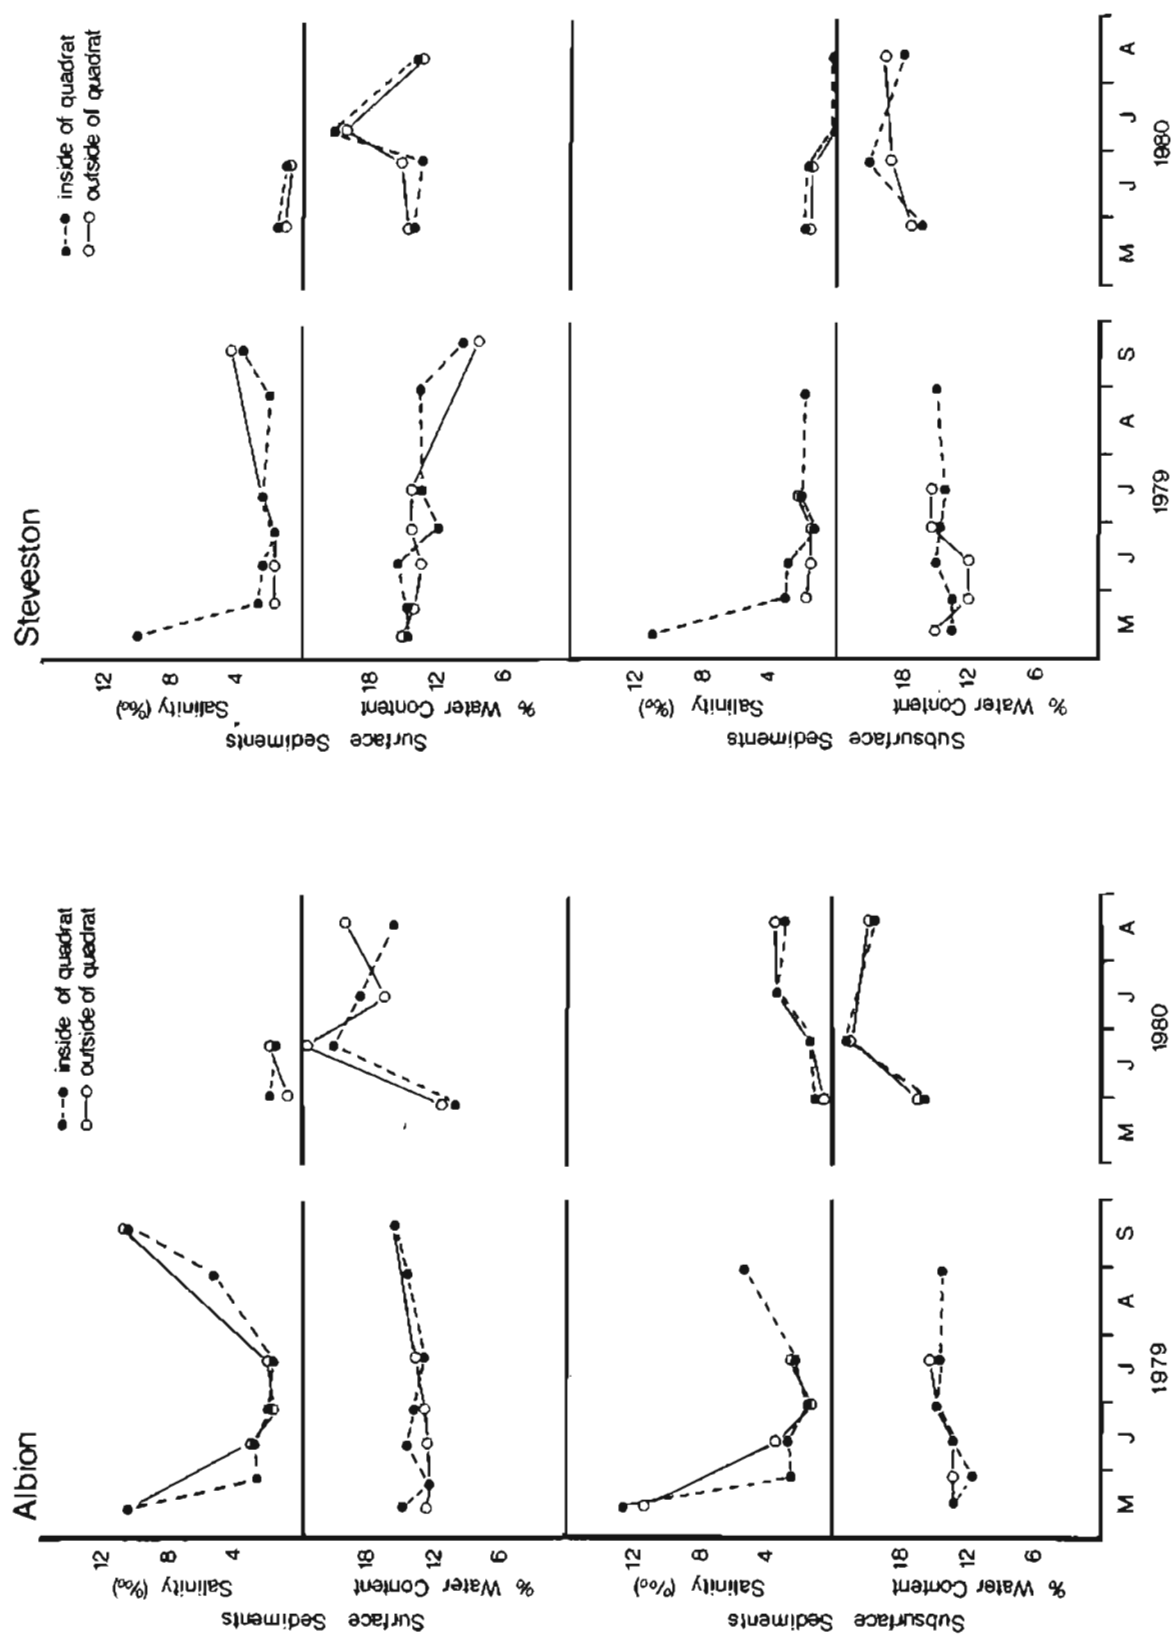 Albion
●--● inside of quadrat
○—○ outside of quadrat
Surface Sediments
Salinity (‰)
12
8
4
% Water Content
18
12
6
Subsurface Sediments
Salinity (‰)
12
8
4
% Water Content
18
12
6
M J J A S
1979
M J J A
1980
Steveston
●--● inside of quadrat
○—○ outside of quadrat
Surface Sediments
Salinity (‰)
12
8
4
% Water Content
18
12
6
Subsurface Sediments
Salinity (‰)
12
8
4
% Water Content
18
12
6
M J J A S
1979
M J J A
1980